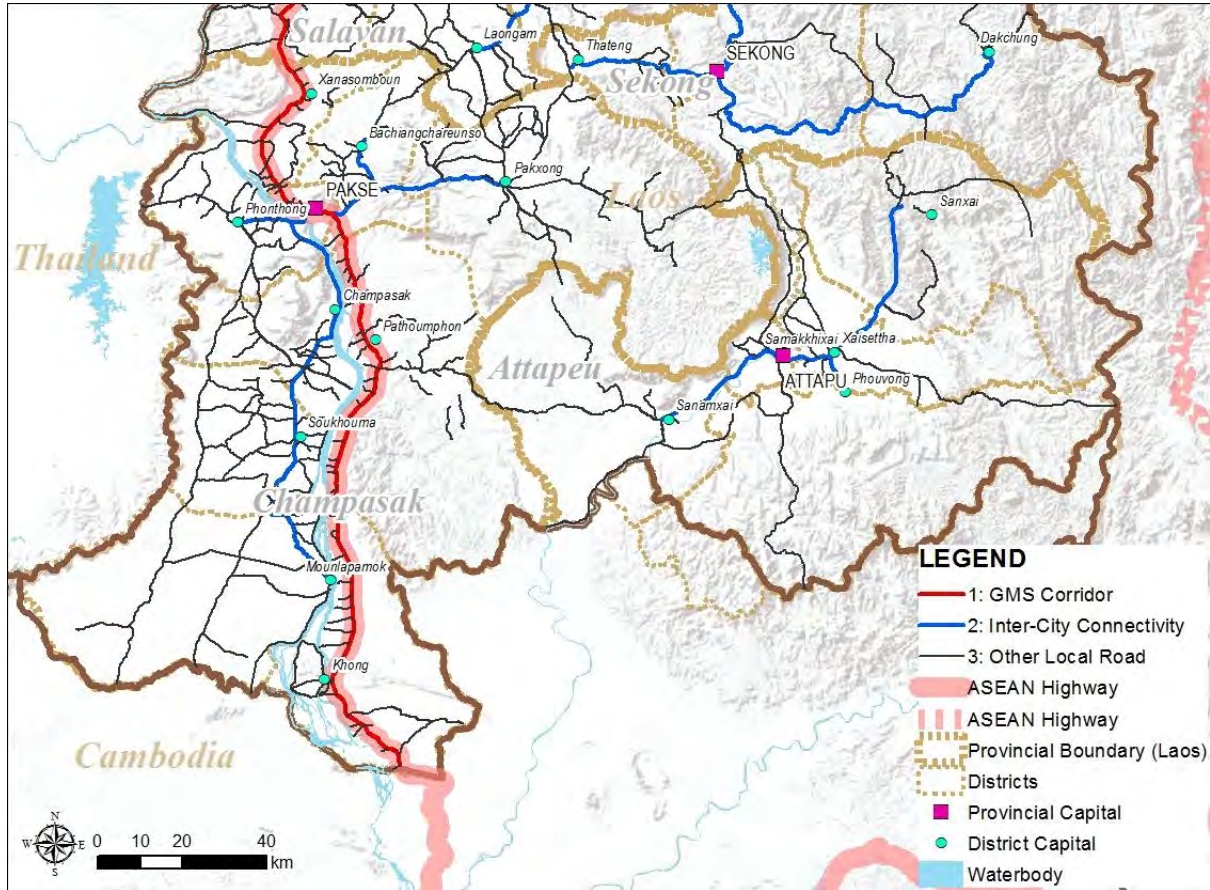 Salavan
Laongam
Thateng
SEKONG
Dakchung
Sekong
Xanasomboun
Bachiangchareunso
Pakxong
PAKSE
Laos
Phonthong
Sanxai
Thailand
Champasak
Pathoumphon
Samakkhixai
Xaisettha
Attapeu
ATTAPU
Phouvong
Sanamxai
Soukhouma
Champasak
Mounlapamok
Khong
Cambodia
LEGEND
1: GMS Corridor
2: Inter-City Connectivity
3: Other Local Road
ASEAN Highway
ASEAN Highway
Provincial Boundary (Laos)
Districts
Provincial Capital
District Capital
Waterbody
N
W E
S
0 10 20 40
km